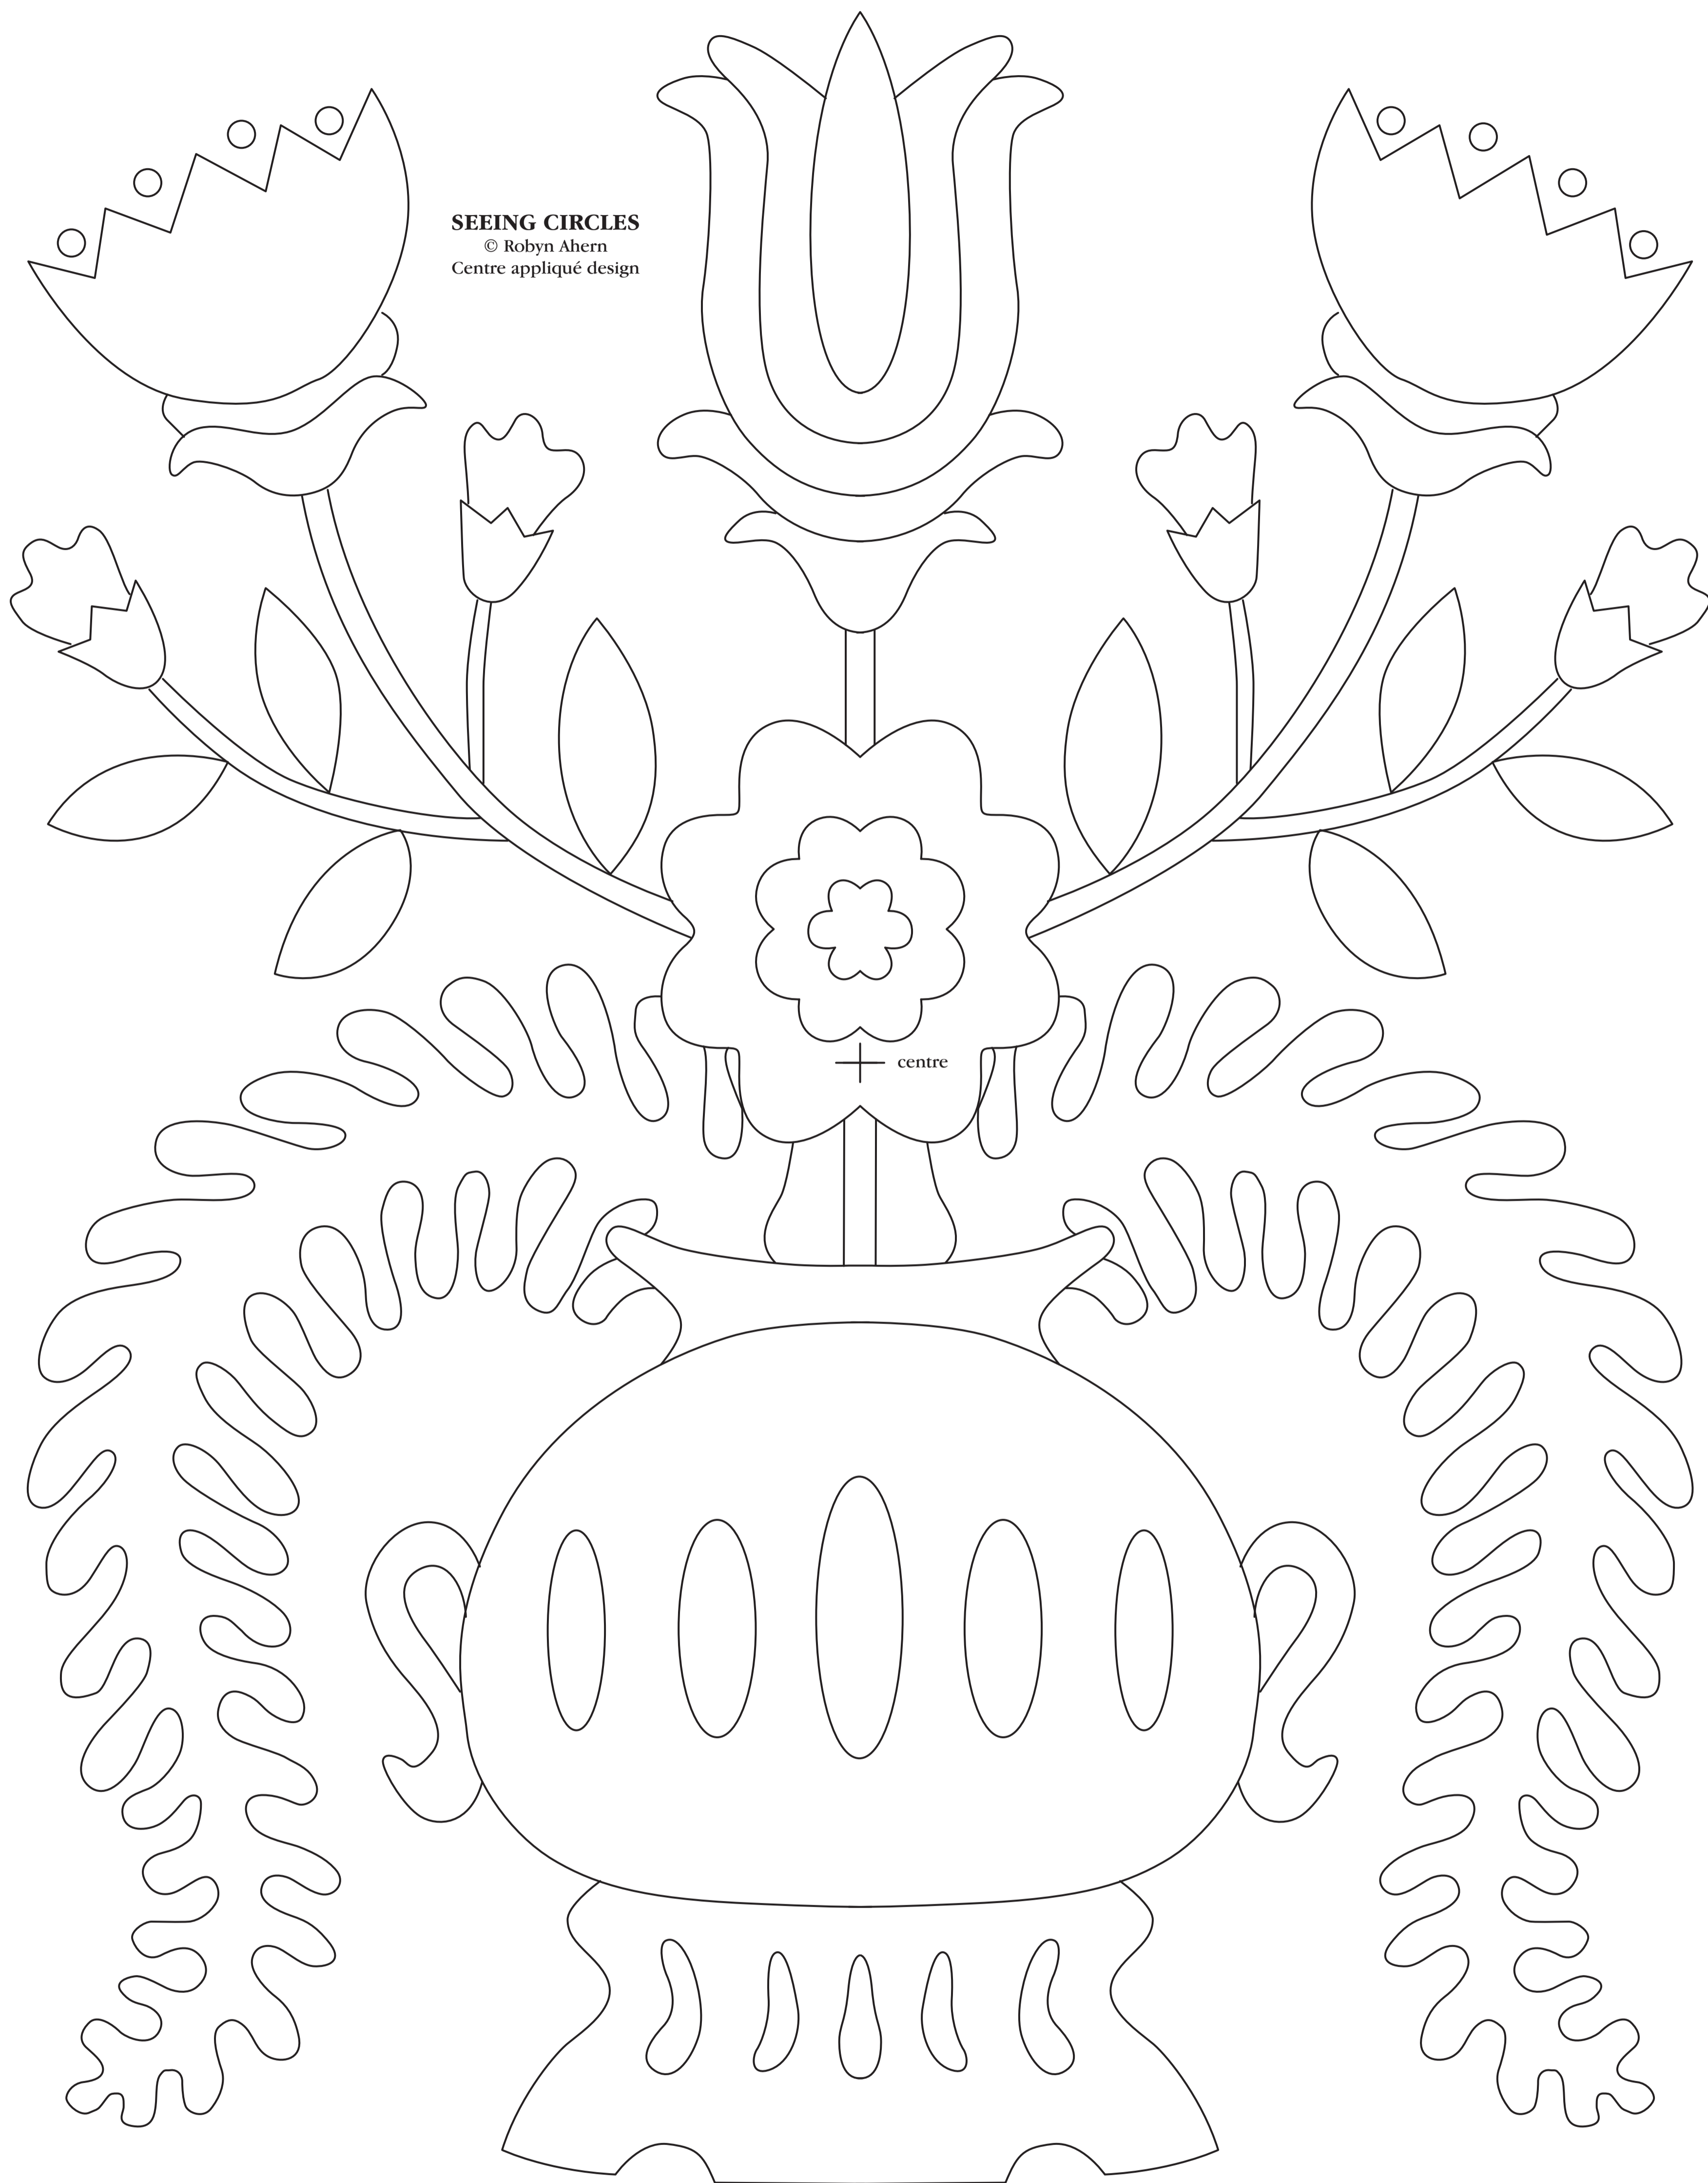 SEEING CIRCLES
© Robyn Ahern
Centre appliqué design
centre